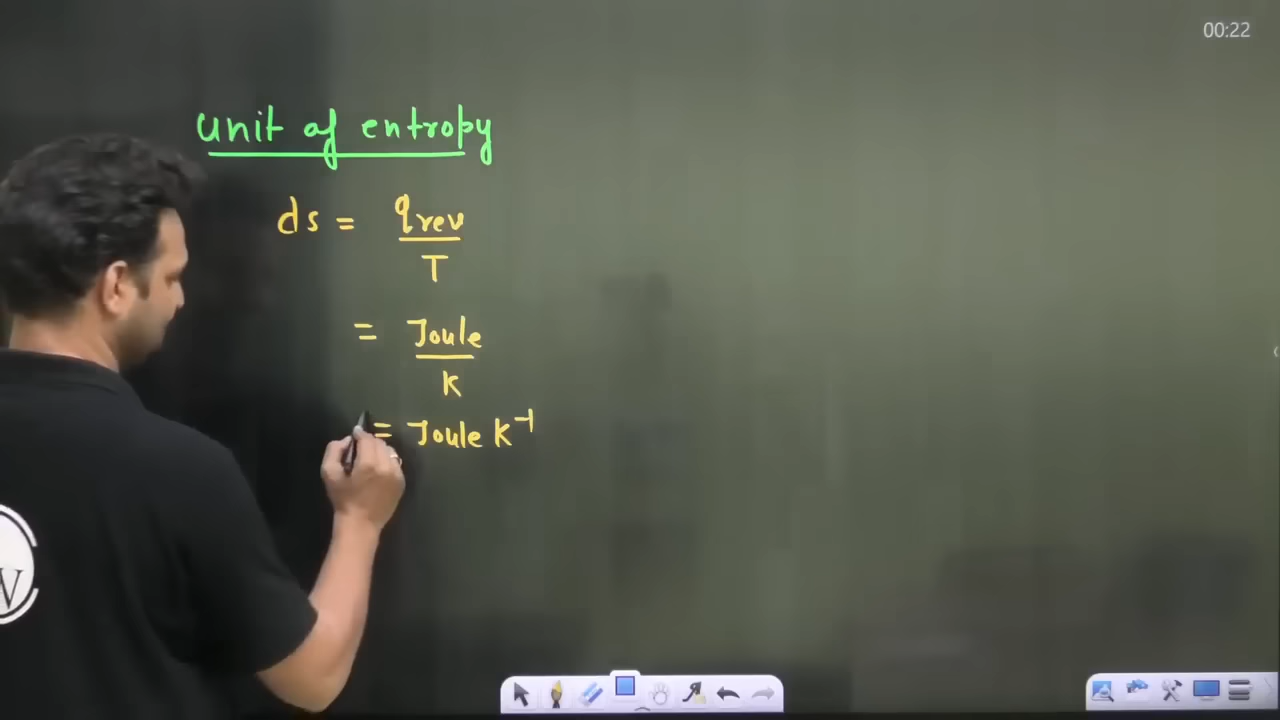 00:22
unit of entropy
ds = qrev / T
= Joule / K
= Joule K⁻¹
W